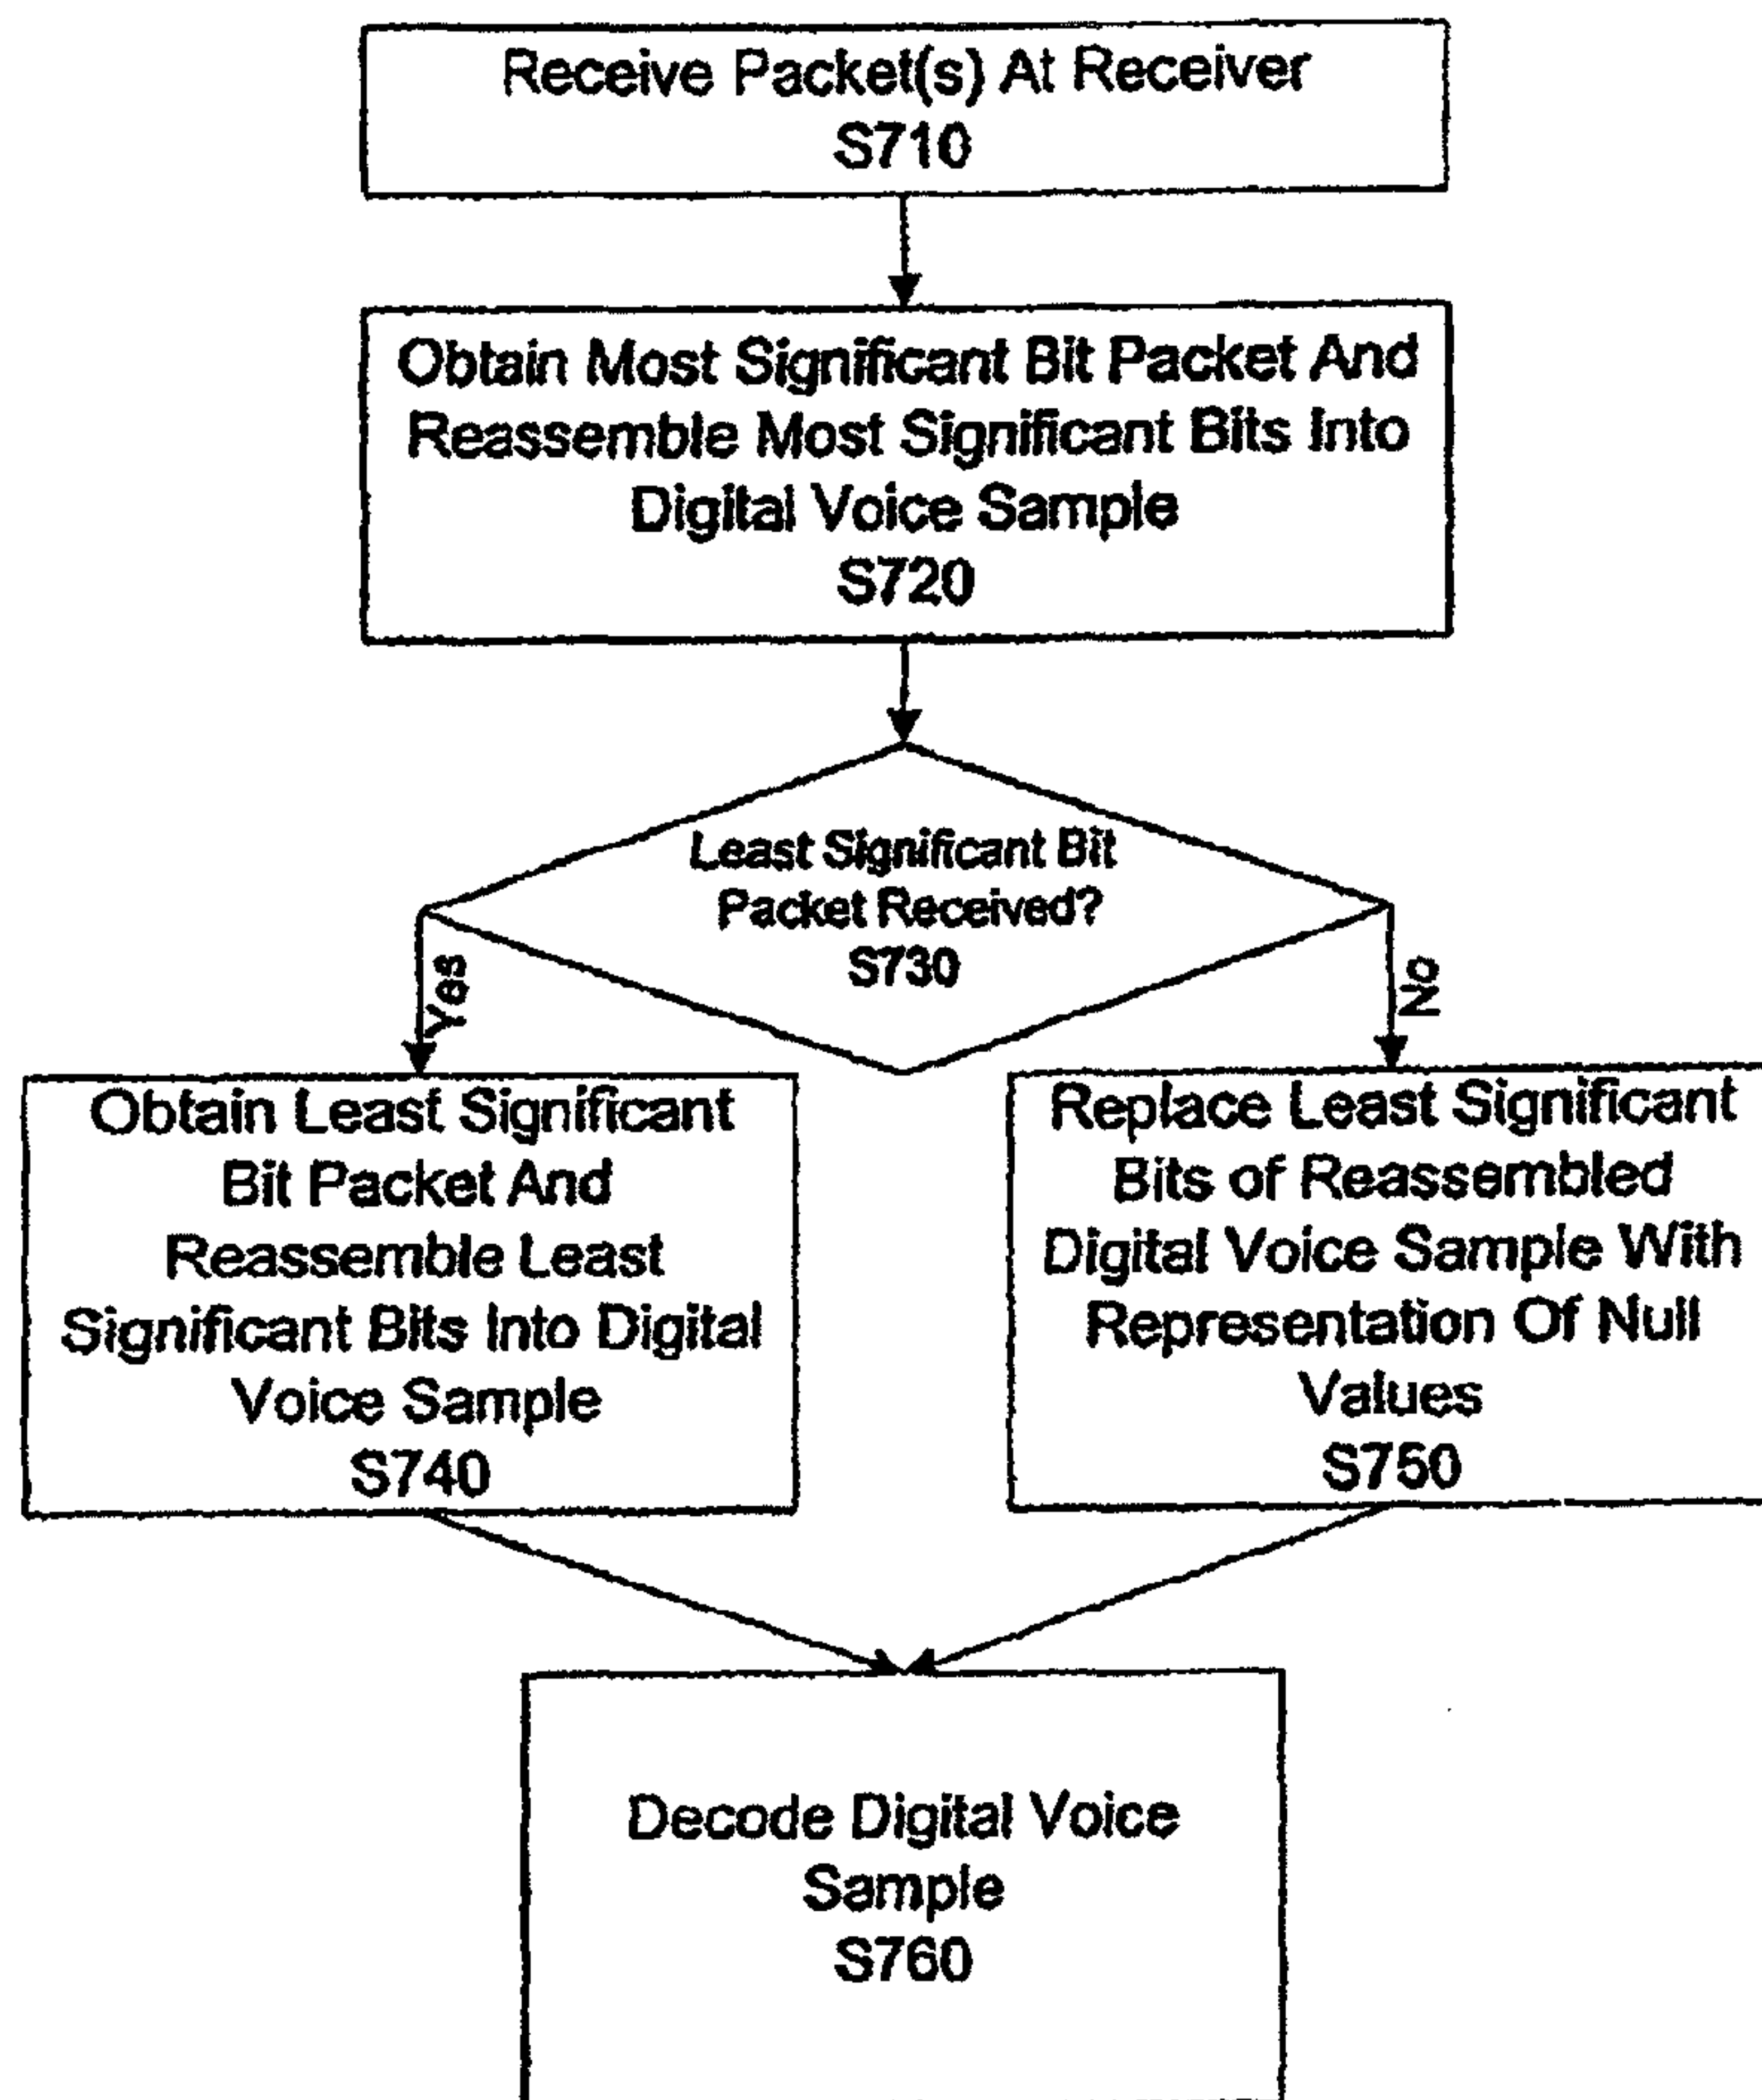 Receive Packet(s) At Receiver
S710
Obtain Most Significant Bit Packet And
Reassemble Most Significant Bits Into
Digital Voice Sample
S720
Least Significant Bit
Packet Received?
S730
Yes
No
Obtain Least Significant
Bit Packet And
Reassemble Least
Significant Bits Into Digital
Voice Sample
S740
Replace Least Significant
Bits of Reassembled
Digital Voice Sample With
Representation Of Null
Values
S750
Decode Digital Voice
Sample
S760